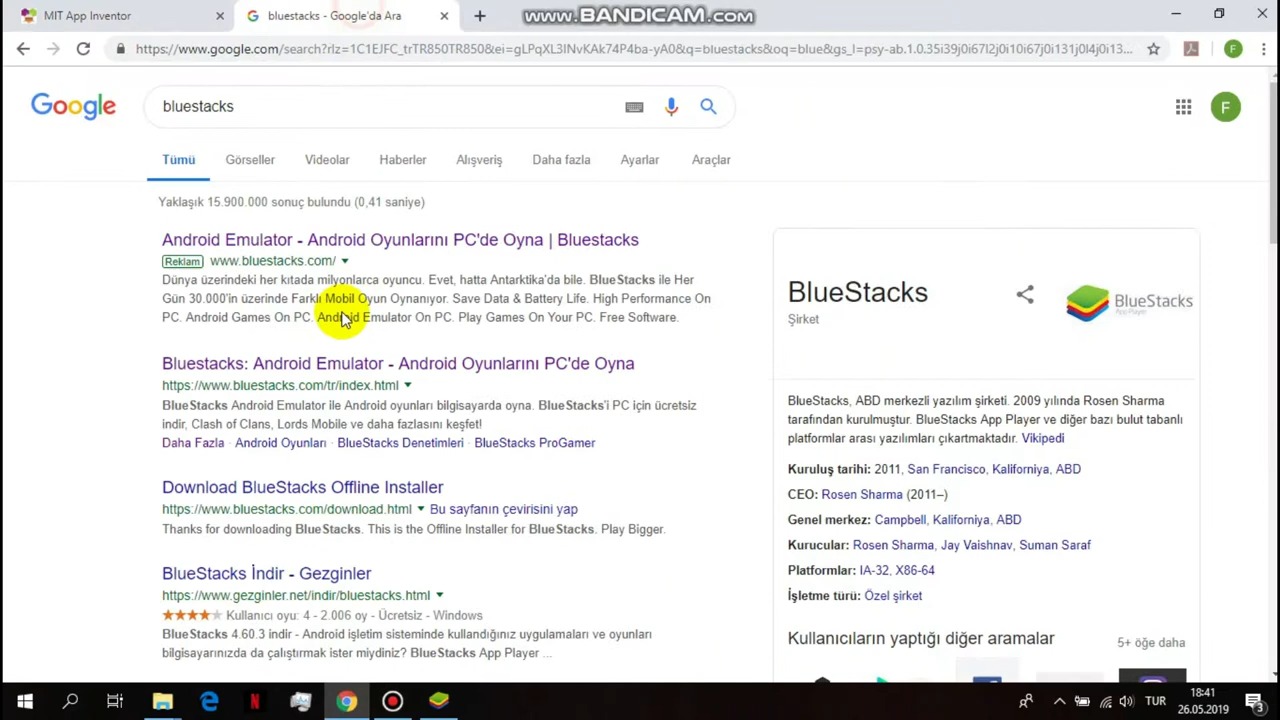 MIT App Inventor
bluestacks - Google'da Ara
www.BANDICAM.com
https://www.google.com/search?rlz=1C1EJFC_trTR850TR850&ei=gLPqXL3INvKAk74P4ba-yA0&q=bluestacks&oq=blue&gs_l=psy-ab.1.0.35i39j0i67l2j0i10i67j0i131j0l4j0i13...
Google
bluestacks
F
F
Tümü
Görseller
Videolar
Haberler
Alışveriş
Daha fazla
Ayarlar
Araçlar
Yaklaşık 15.900.000 sonuç bulundu (0,41 saniye)
Android Emulator - Android Oyunlarını PC'de Oyna | Bluestacks
Reklam www.bluestacks.com/
Dünya üzerindeki her kıtada milyonlarca oyuncu. Evet, hatta Antarktika'da bile. BlueStacks ile Her
Gün 30.000'in üzerinde Farklı Mobil Oyun Oynanıyor. Save Data & Battery Life. High Performance On
PC. Android Games On PC. Android Emulator On PC. Play Games On Your PC. Free Software.
Bluestacks: Android Emulator - Android Oyunlarını PC'de Oyna
https://www.bluestacks.com/tr/index.html
BlueStacks Android Emulator ile Android oyunları bilgisayarda oyna. BlueStacks'i PC için ücretsiz
indir, Clash of Clans, Lords Mobile ve daha fazlasını keşfet!
Daha Fazla · Android Oyunları · BlueStacks Denetimleri · BlueStacks ProGamer
Download BlueStacks Offline Installer
https://www.bluestacks.com/download.html Bu sayfanın çevirisini yap
Thanks for downloading BlueStacks. This is the Offline Installer for BlueStacks. Play Bigger.
BlueStacks İndir - Gezginler
https://www.gezginler.net/indir/bluestacks.html
Kullanıcı oyu: 4 - 2.006 oy - Ücretsiz - Windows
BlueStacks 4.60.3 indir - Android işletim sisteminde kullandığınız uygulamaları ve oyunları
bilgisayarınızda da çalıştırmak ister miydiniz? BlueStacks App Player ...
BlueStacks
Şirket
BlueStacks
App Player
BlueStacks, ABD merkezli yazılım şirketi. 2009 yılında Rosen Sharma
tarafından kurulmuştur. BlueStacks App Player ve diğer bazı bulut tabanlı
platformlar arası yazılımları çıkartmaktadır. Vikipedi
Kuruluş tarihi: 2011, San Francisco, Kaliforniya, ABD
CEO: Rosen Sharma (2011–)
Genel merkez: Campbell, Kaliforniya, ABD
Kurucular: Rosen Sharma, Jay Vaishnav, Suman Saraf
Platformlar: IA-32, X86-64
İşletme türü: Özel şirket
Kullanıcıların yaptığı diğer aramalar
5+ öğe daha
TUR
18:41
26.05.2019
3